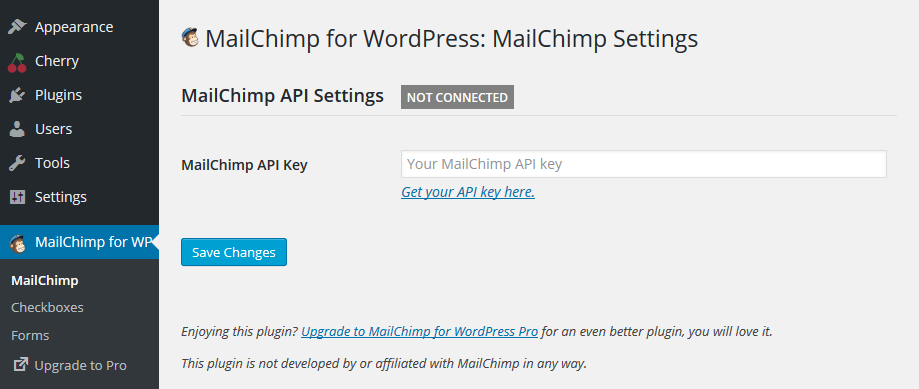 Appearance
Cherry
Plugins
Users
Tools
Settings
MailChimp for WP
MailChimp
Checkboxes
Forms
Upgrade to Pro
MailChimp for WordPress: MailChimp Settings
MailChimp API Settings NOT CONNECTED
MailChimp API Key Your MailChimp API key
Get your API key here.
Save Changes
Enjoying this plugin? Upgrade to MailChimp for WordPress Pro for an even better plugin, you will love it.
This plugin is not developed by or affiliated with MailChimp in any way.